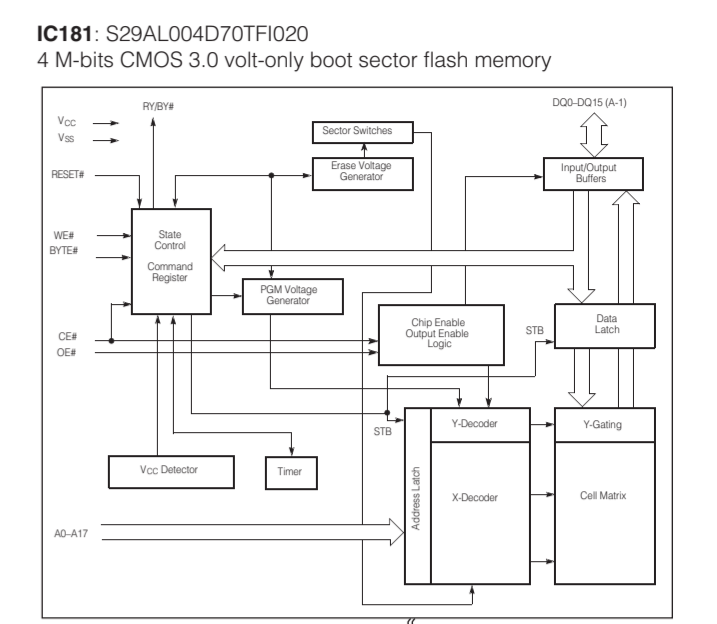 IC181: S29AL004D70TFI020
4 M-bits CMOS 3.0 volt-only boot sector flash memory
RY/BY#
DQ0–DQ15 (A-1)
VCC
VSS
Sector Switches
Erase Voltage
Generator
Input/Output
Buffers
RESET#
State
Control
Command
Register
WE#
BYTE#
PGM Voltage
Generator
Chip Enable
Output Enable
Logic
STB
Data
Latch
CE#
OE#
STB
Y-Decoder
Y-Gating
VCC Detector
Timer
Address Latch
X-Decoder
Cell Matrix
A0–A17